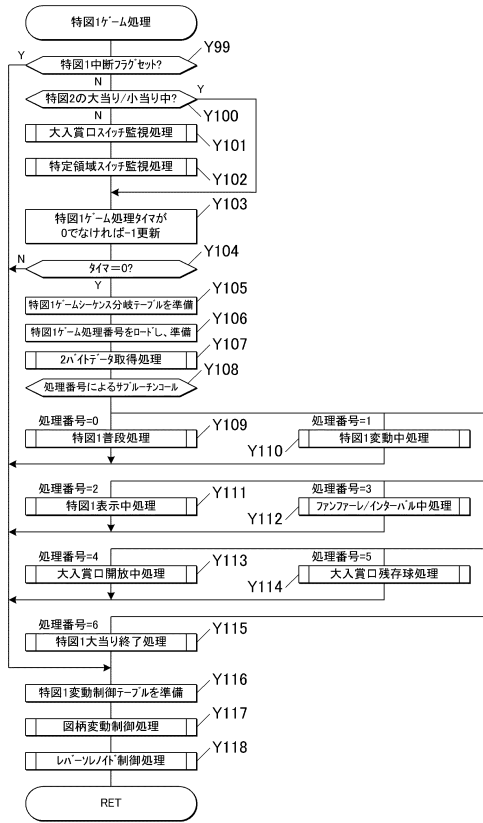 特図1ゲーム処理
Y99
Y
特図1中断フラグセット?
N
Y
特図2の大当り/小当り中?
Y100
N
大入賞口スイッチ監視処理
Y101
特定領域スイッチ監視処理
Y102
Y103
特図1ゲーム処理タイマが
0でなければ-1更新
Y104
N
タイマ=0?
Y
Y105
特図1ゲームシーケンス分岐テーブルを準備
Y106
特図1ゲーム処理番号をロードし、準備
Y107
2バイトデータ取得処理
Y108
処理番号によるサブルーチンコール
処理番号=0
Y109
処理番号=1
特図1普段処理
特図1変動中処理
Y110
処理番号=2
Y111
処理番号=3
特図1表示中処理
ファンファーレ/インターバル中処理
Y112
処理番号=4
Y113
処理番号=5
大入賞口開放中処理
大入賞口残存球処理
Y114
処理番号=6
Y115
特図1大当り終了処理
Y116
特図1変動制御テーブルを準備
Y117
図柄変動制御処理
Y118
レバーソレノイド制御処理
RET